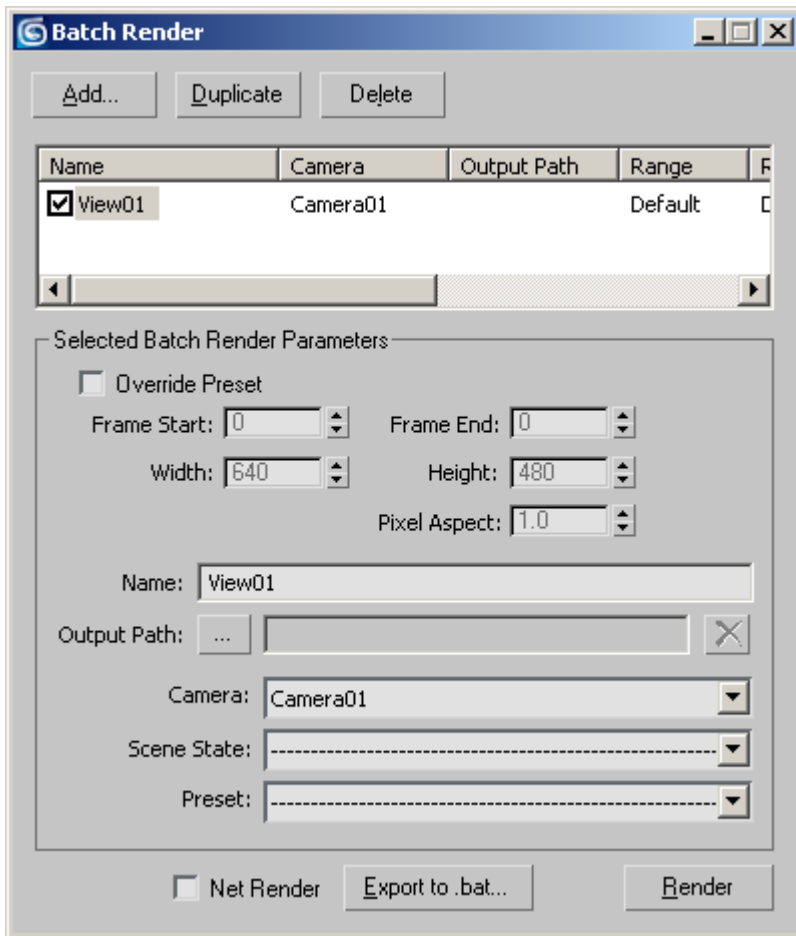 Batch Render
Add... Duplicate Delete
Name Camera Output Path Range
View01 Camera01 Default
Selected Batch Render Parameters
Override Preset
Frame Start: 0 Frame End: 0
Width: 640 Height: 480
Pixel Aspect: 1.0
Name: View01
Output Path: ...
Camera: Camera01
Scene State: ----------------------------------------------------------
Preset: ----------------------------------------------------------
Net Render Export to .bat... Render